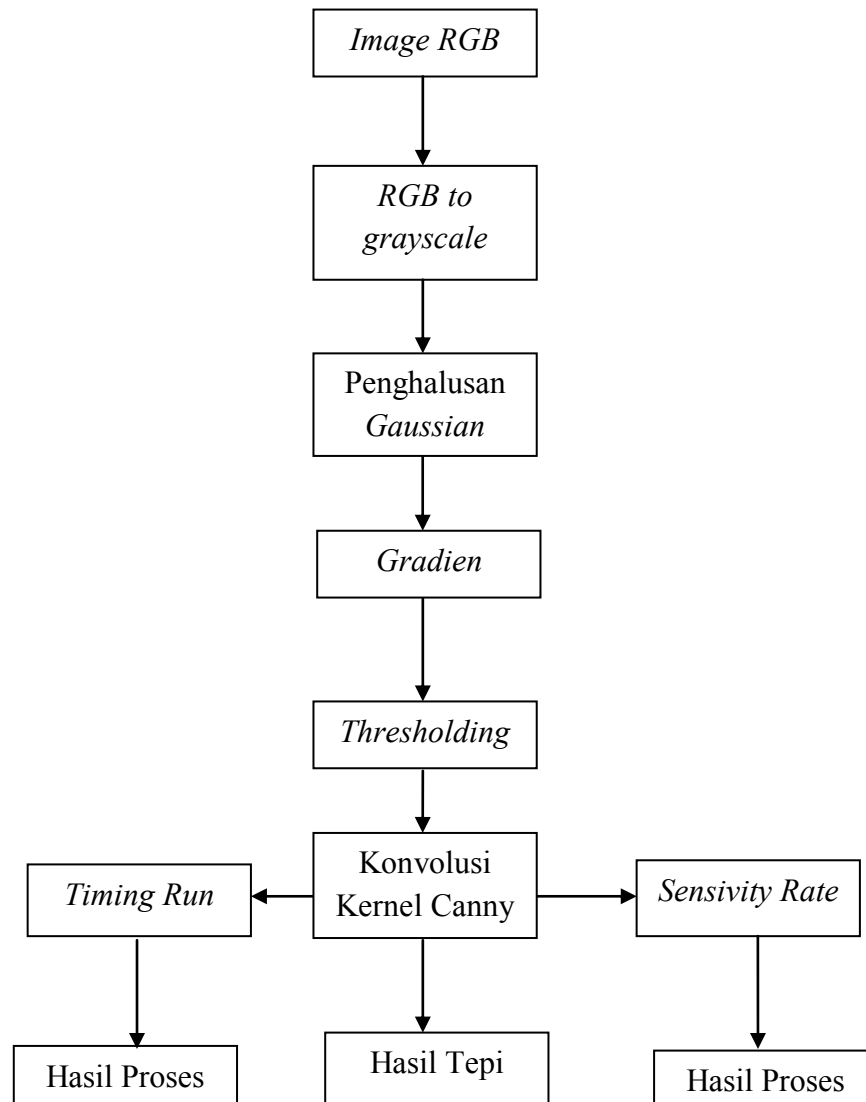 Image RGB
RGB to
grayscale
Penghalusan
Gaussian
Gradien
Thresholding
Konvolusi
Kernel Canny
Timing Run
Sensivity Rate
Hasil Proses
Hasil Tepi
Hasil Proses